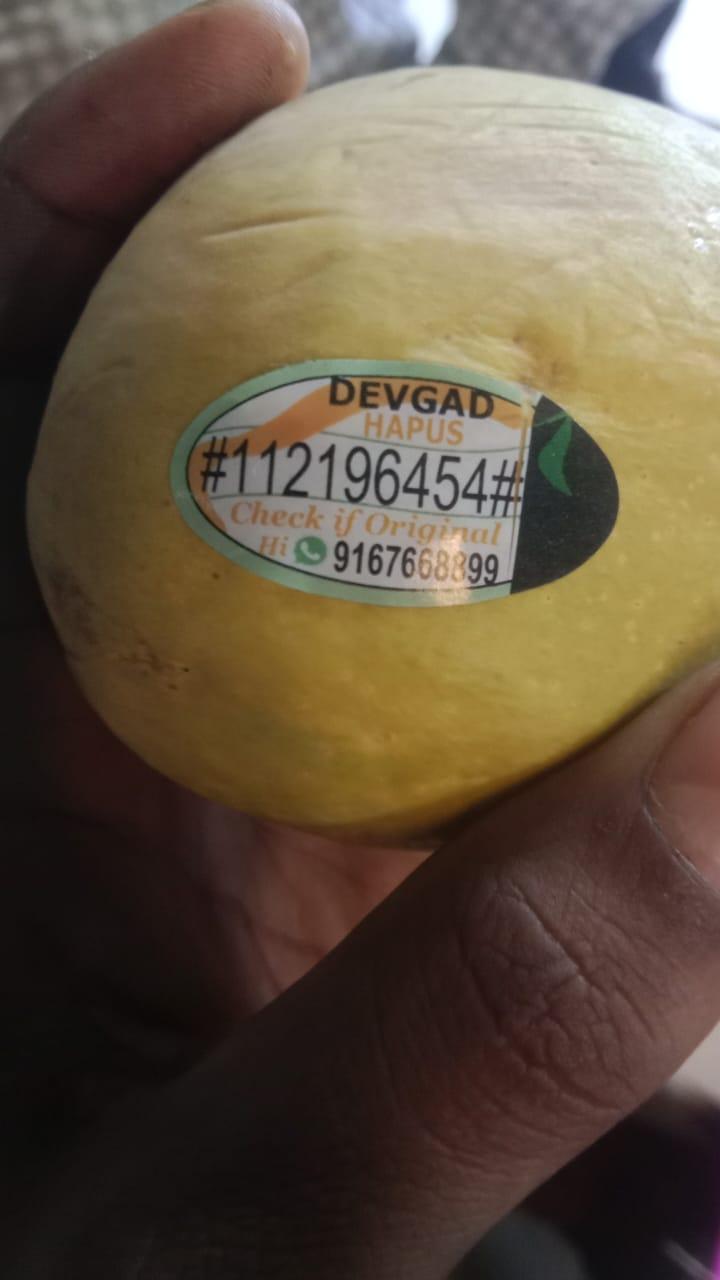 DEVGAD
HAPUS
#112196454#
Check if Original
Hi 9167668899